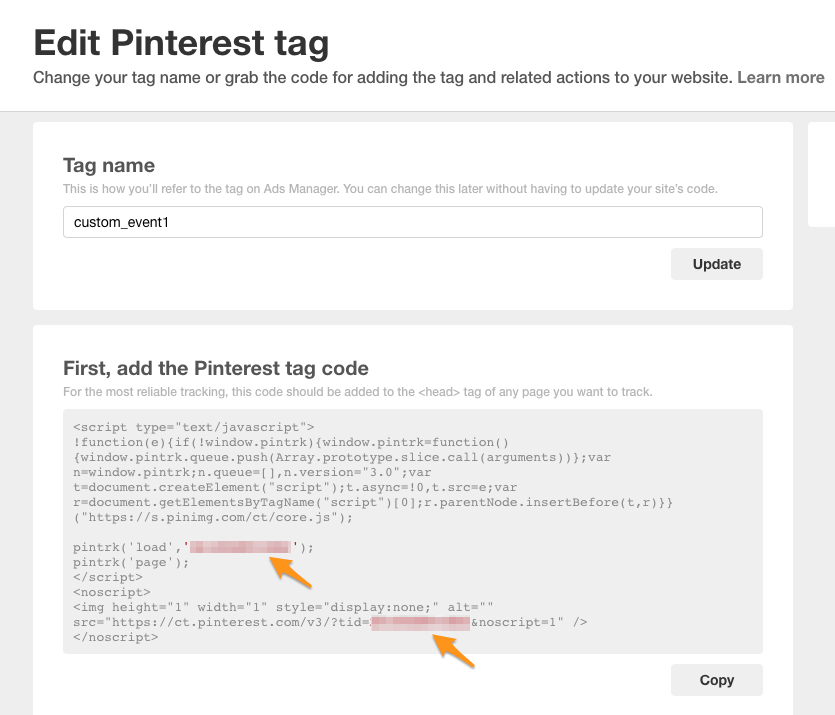 Edit Pinterest tag
Change your tag name or grab the code for adding the tag and related actions to your website. Learn more
Tag name
This is how you'll refer to the tag on Ads Manager. You can change this later without having to update your site's code.
custom_event1
Update
First, add the Pinterest tag code
For the most reliable tracking, this code should be added to the <head> tag of any page you want to track.
<script type="text/javascript">
!function(e){if(!window.pintrk){window.pintrk=function()
{window.pintrk.queue.push(Array.prototype.slice.call(arguments))};var
n=window.pintrk;n.queue=[],n.version="3.0";var
t=document.createElement("script");t.async=!0,t.src=e;var
r=document.getElementsByTagName("script")[0];r.parentNode.insertBefore(t,r)}}
("https://s.pinimg.com/ct/core.js");
pintrk('load','');
pintrk('page');
</script>
<noscript>
<img height="1" width="1" style="display:none;" alt=""
src="https://ct.pinterest.com/v3/?tid=&noscript=1" />
</noscript>
Copy